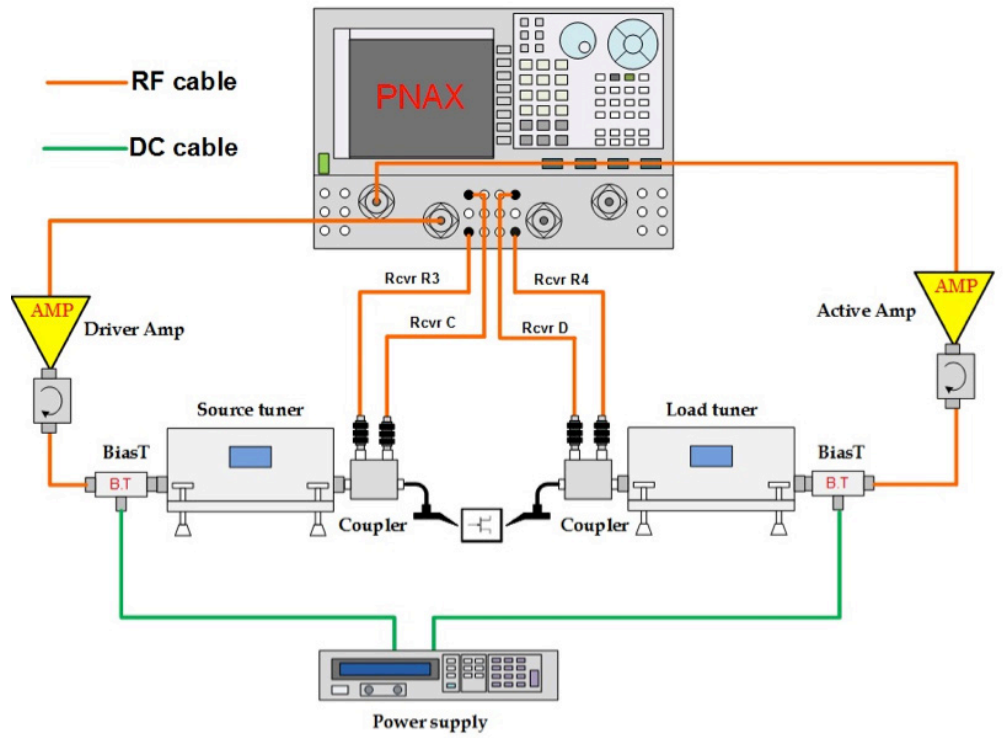 RF cable
PNAX
DC cable
Rcvr R3
Rcvr R4
AMP
AMP
Driver Amp
Rcvr C
Rcvr D
Active Amp
Source tuner
Load tuner
BiasT
BiasT
B.T
B.T
Coupler
Coupler
Power supply